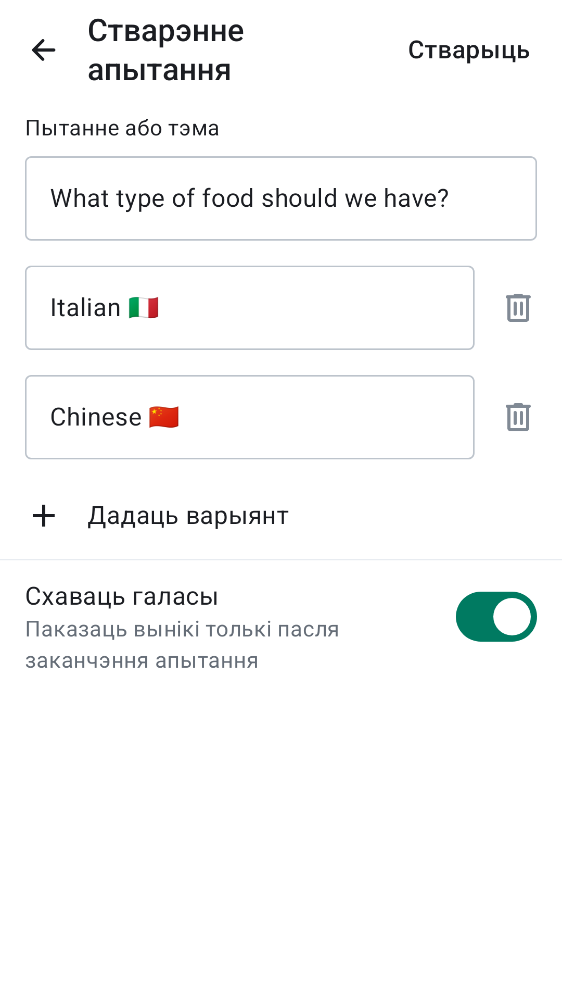 Стварэнне
апытання
Стварыць
Пытанне або тэма
What type of food should we have?
Italian 🇮🇹
Chinese 🇨🇳
Дадаць варыянт
Схаваць галасы
Паказаць вынікі толькі пасля
заканчэння апытання